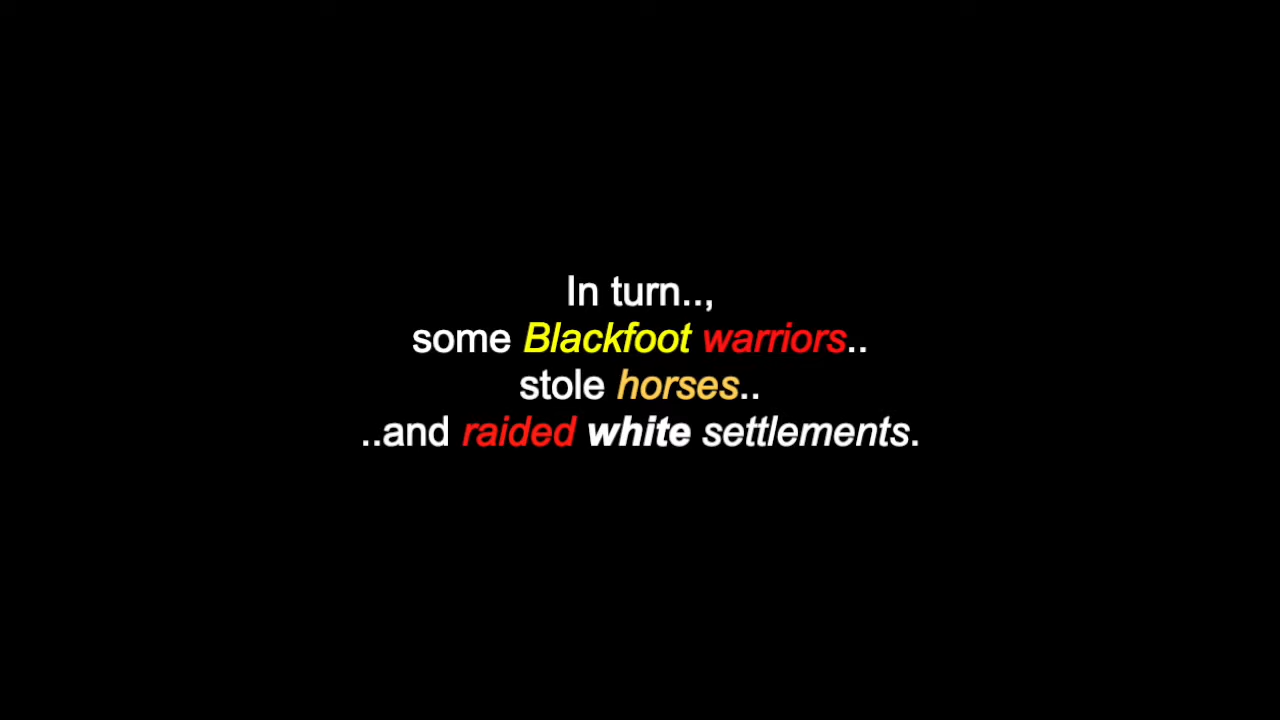 In turn..,
some Blackfoot warriors..
stole horses..
..and raided white settlements.